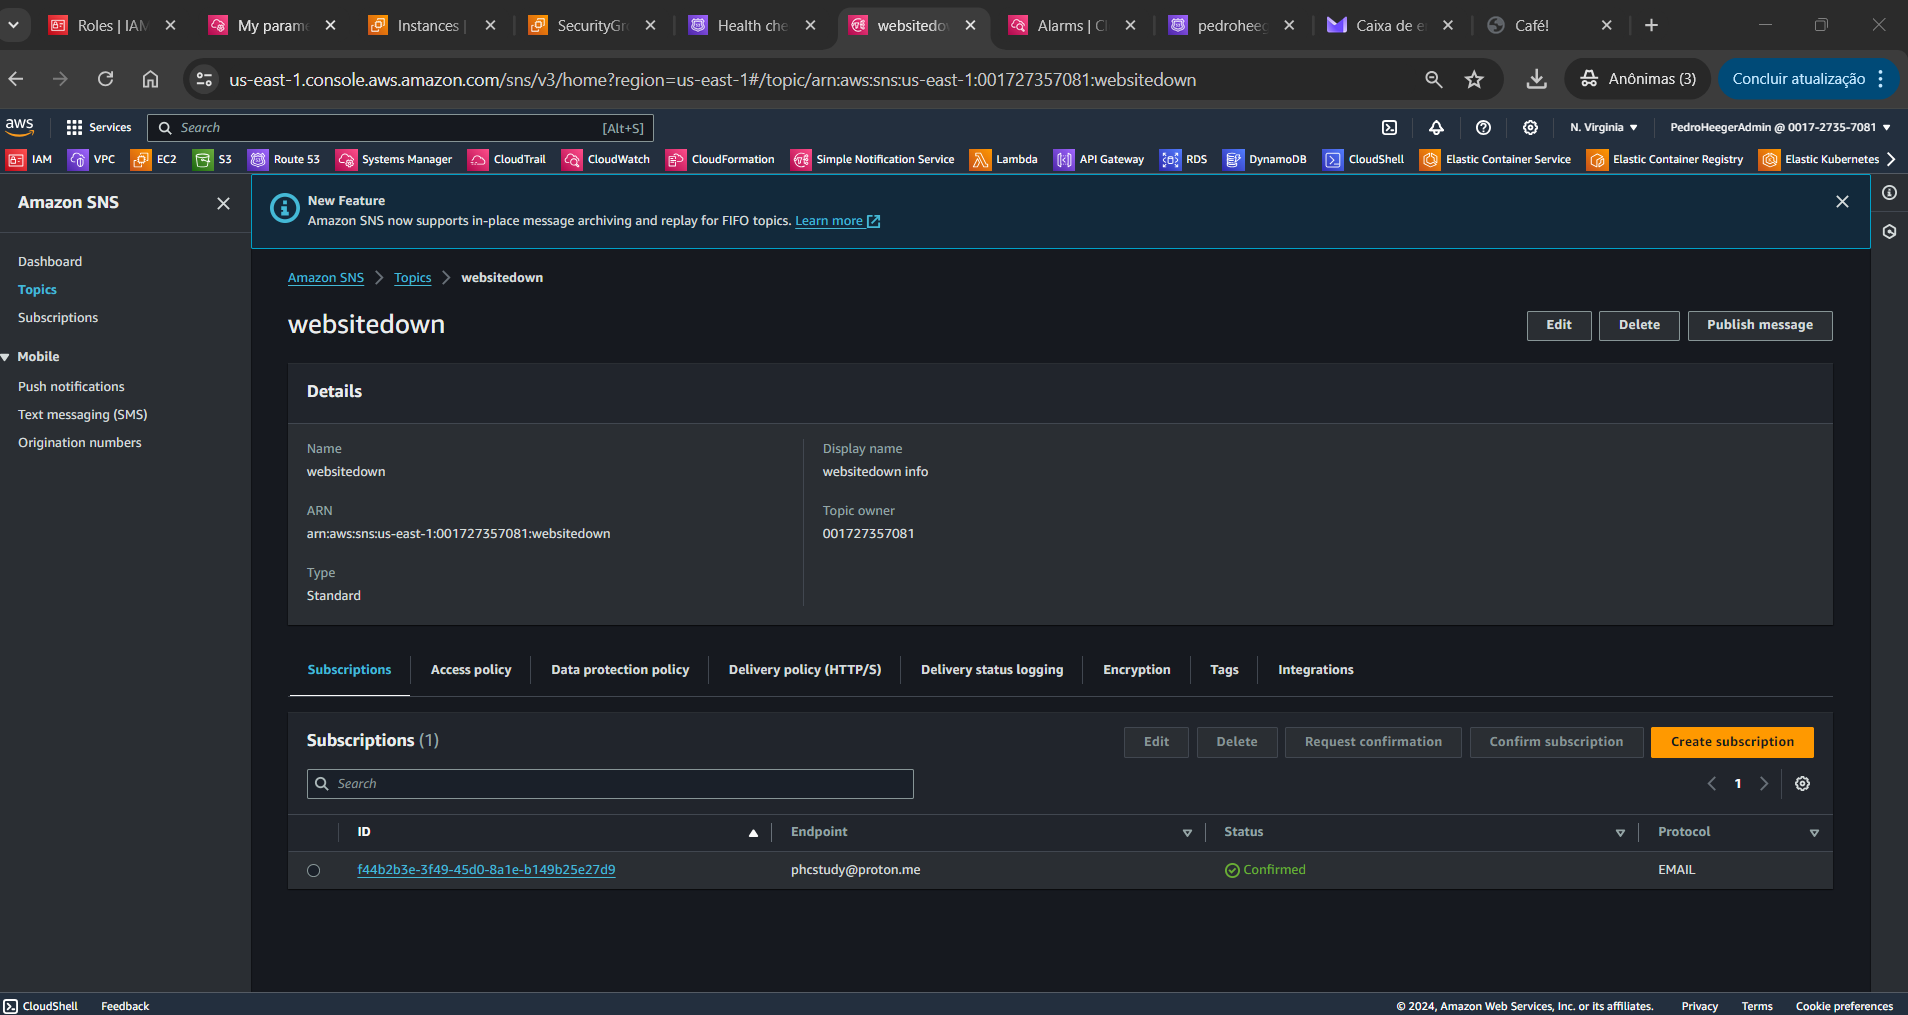 Roles | IAM
My parame
Instances |
SecurityGr
Health che
websitedo
Alarms | Cl
pedroheeg
Caixa de e
Café!
us-east-1.console.aws.amazon.com/sns/v3/home?region=us-east-1#/topic/arn:aws:sns:us-east-1:001727357081:websitedown
Anônimas (3)
Concluir atualização
aws
Services
Search
[Alt+S]
N. Virginia
PedroHeegerAdmin @ 0017-2735-7081
IAM
VPC
EC2
S3
Route 53
Systems Manager
CloudTrail
CloudWatch
CloudFormation
Simple Notification Service
Lambda
API Gateway
RDS
DynamoDB
CloudShell
Elastic Container Service
Elastic Container Registry
Elastic Kubernetes
Amazon SNS
Dashboard
Topics
Subscriptions
Mobile
Push notifications
Text messaging (SMS)
Origination numbers
New Feature
Amazon SNS now supports in-place message archiving and replay for FIFO topics. Learn more
Amazon SNS
Topics
websitedown
websitedown
Edit
Delete
Publish message
Details
Name
websitedown
Display name
websitedown info
ARN
arn:aws:sns:us-east-1:001727357081:websitedown
Topic owner
001727357081
Type
Standard
Subscriptions
Access policy
Data protection policy
Delivery policy (HTTP/S)
Delivery status logging
Encryption
Tags
Integrations
Subscriptions (1)
Edit
Delete
Request confirmation
Confirm subscription
Create subscription
Search
1
ID
Endpoint
Status
Protocol
f44b2b3e-3f49-45d0-8a1e-b149b25e27d9
phcstudy@proton.me
Confirmed
EMAIL
CloudShell
Feedback
© 2024, Amazon Web Services, Inc. or its affiliates.
Privacy
Terms
Cookie preferences